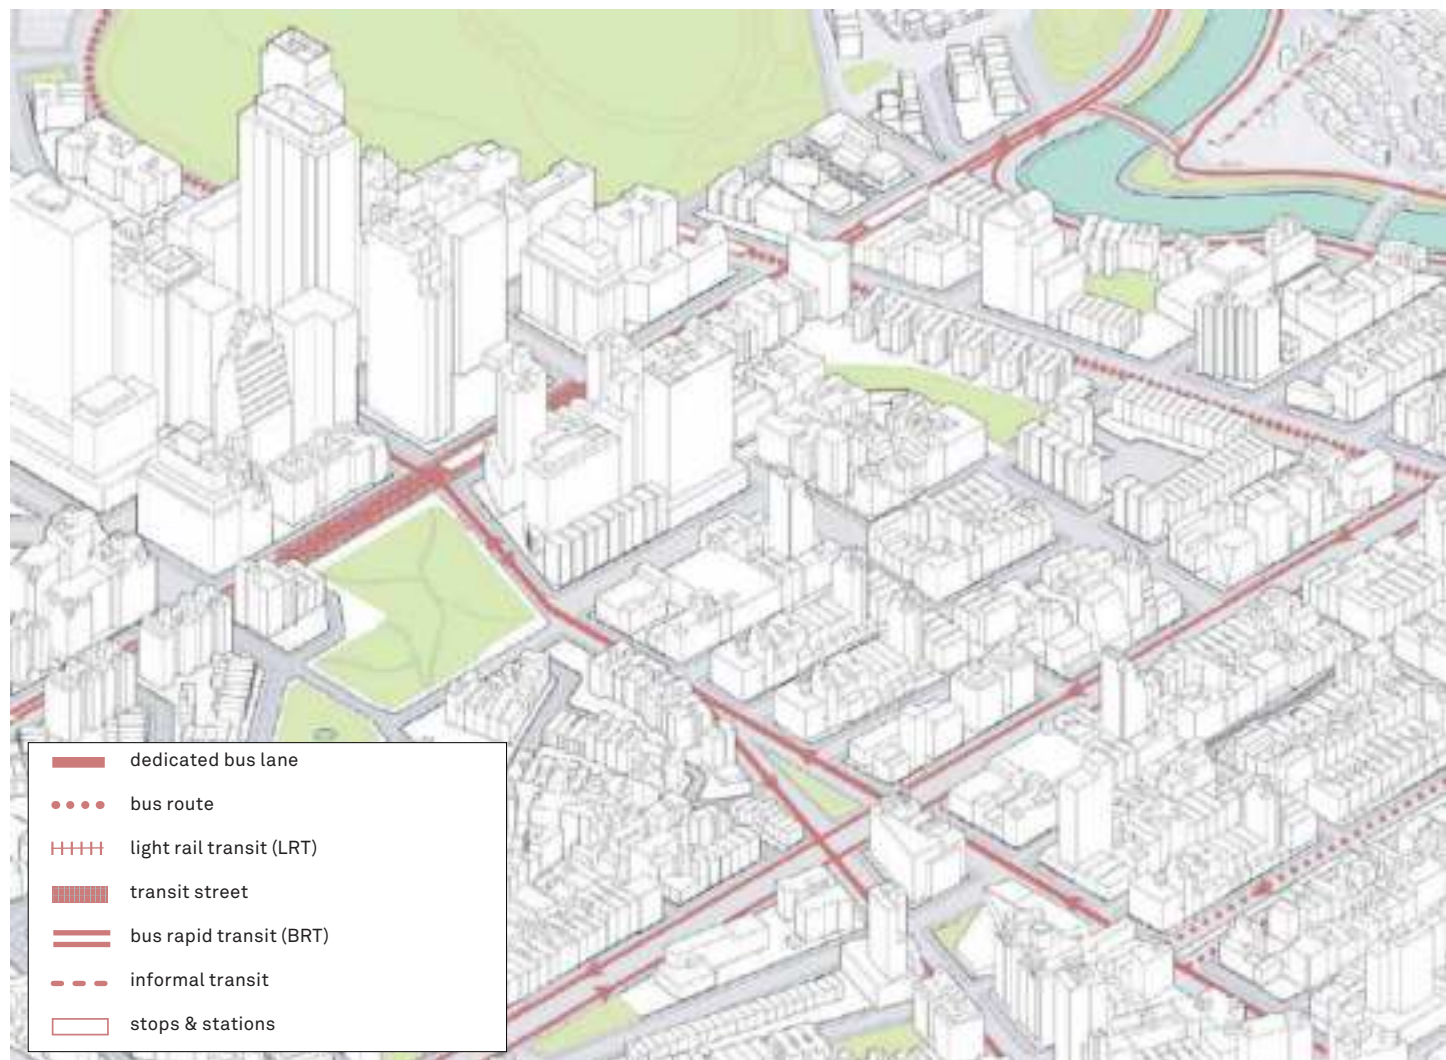 dedicated bus lane
bus route
light rail transit (LRT)
transit street
bus rapid transit (BRT)
informal transit
stops & stations